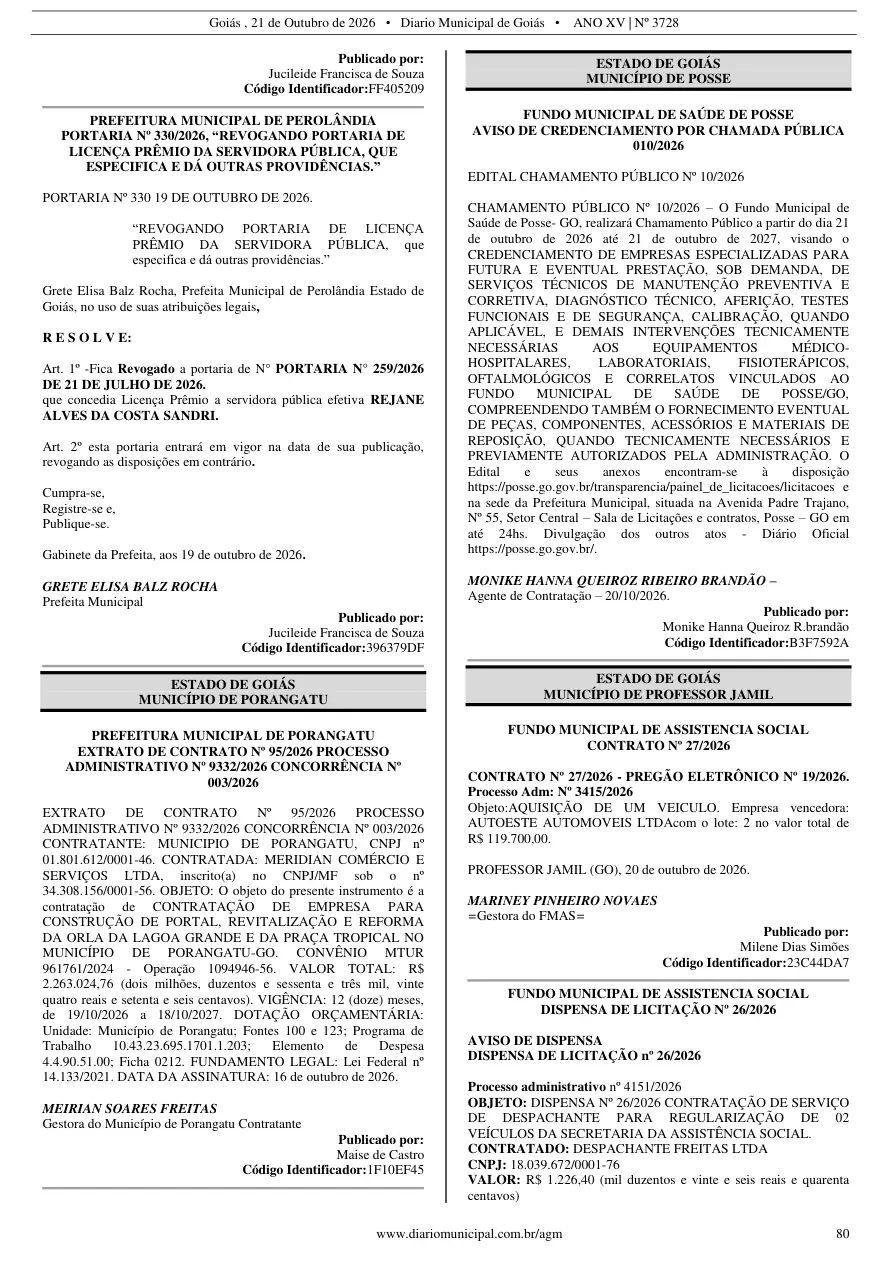 Goiás , 21 de Outubro de 2026 • Diario Municipal de Goiás • ANO XV | Nº 3728
Publicado por:
Jucileide Francisca de Souza
Código Identificador:FF405209
PREFEITURA MUNICIPAL DE PEROLÂNDIA
PORTARIA Nº 330/2026, “REVOGANDO PORTARIA DE
LICENÇA PRÊMIO DA SERVIDORA PÚBLICA, QUE
ESPECIFICA E DÁ OUTRAS PROVIDÊNCIAS.”
PORTARIA Nº 330 19 DE OUTUBRO DE 2026.
“REVOGANDO PORTARIA DE LICENÇA
PRÊMIO DA SERVIDORA PÚBLICA, que
especifica e dá outras providências.”
Grete Elisa Balz Rocha, Prefeita Municipal de Perolândia Estado de
Goiás, no uso de suas atribuições legais,
R E S O L V E:
Art. 1º -Fica Revogado a portaria de N° PORTARIA N° 259/2026
DE 21 DE JULHO DE 2026.
que concedia Licença Prêmio a servidora pública efetiva REJANE
ALVES DA COSTA SANDRI.
Art. 2º esta portaria entrará em vigor na data de sua publicação,
revogando as disposições em contrário.
Cumpra-se,
Registre-se e,
Publique-se.
Gabinete da Prefeita, aos 19 de outubro de 2026.
GRETE ELISA BALZ ROCHA
Prefeita Municipal
Publicado por:
Jucileide Francisca de Souza
Código Identificador:396379DF
ESTADO DE GOIÁS
MUNICÍPIO DE PORANGATU
PREFEITURA MUNICIPAL DE PORANGATU
EXTRATO DE CONTRATO Nº 95/2026 PROCESSO
ADMINISTRATIVO Nº 9332/2026 CONCORRÊNCIA Nº
003/2026
EXTRATO DE CONTRATO Nº 95/2026 PROCESSO
ADMINISTRATIVO Nº 9332/2026 CONCORRÊNCIA Nº 003/2026
CONTRATANTE: MUNICIPIO DE PORANGATU, CNPJ nº
01.801.612/0001-46. CONTRATADA: MERIDIAN COMÉRCIO E
SERVIÇOS LTDA, inscrito(a) no CNPJ/MF sob o nº
34.308.156/0001-56. OBJETO: O objeto do presente instrumento é a
contratação de CONTRATAÇÃO DE EMPRESA PARA
CONSTRUÇÃO DE PORTAL, REVITALIZAÇÃO E REFORMA
DA ORLA DA LAGOA GRANDE E DA PRAÇA TROPICAL NO
MUNICÍPIO DE PORANGATU-GO. CONVÊNIO MTUR
961761/2024 - Operação 1094946-56. VALOR TOTAL: R$
2.263.024,76 (dois milhões, duzentos e sessenta e três mil, vinte
quatro reais e setenta e seis centavos). VIGÊNCIA: 12 (doze) meses,
de 19/10/2026 a 18/10/2027. DOTAÇÃO ORÇAMENTÁRIA:
Unidade: Município de Porangatu; Fontes 100 e 123; Programa de
Trabalho 10.43.23.695.1701.1.203; Elemento de Despesa
4.4.90.51.00; Ficha 0212. FUNDAMENTO LEGAL: Lei Federal nº
14.133/2021. DATA DA ASSINATURA: 16 de outubro de 2026.
MEIRIAN SOARES FREITAS
Gestora do Município de Porangatu Contratante
Publicado por:
Maise de Castro
Código Identificador:1F10EF45
ESTADO DE GOIÁS
MUNICÍPIO DE POSSE
FUNDO MUNICIPAL DE SAÚDE DE POSSE
AVISO DE CREDENCIAMENTO POR CHAMADA PÚBLICA
010/2026
EDITAL CHAMAMENTO PÚBLICO Nº 10/2026
CHAMAMENTO PÚBLICO Nº 10/2026 – O Fundo Municipal de
Saúde de Posse- GO, realizará Chamamento Público a partir do dia 21
de outubro de 2026 até 21 de outubro de 2027, visando o
CREDENCIAMENTO DE EMPRESAS ESPECIALIZADAS PARA
FUTURA E EVENTUAL PRESTAÇÃO, SOB DEMANDA, DE
SERVIÇOS TÉCNICOS DE MANUTENÇÃO PREVENTIVA E
CORRETIVA, DIAGNÓSTICO TÉCNICO, AFERIÇÃO, TESTES
FUNCIONAIS E DE SEGURANÇA, CALIBRAÇÃO, QUANDO
APLICÁVEL, E DEMAIS INTERVENÇÕES TECNICAMENTE
NECESSÁRIAS AOS EQUIPAMENTOS MÉDICO-
HOSPITALARES, LABORATORIAIS, FISIOTERÁPICOS,
OFTALMOLÓGICOS E CORRELATOS VINCULADOS AO
FUNDO MUNICIPAL DE SAÚDE DE POSSE/GO,
COMPREENDENDO TAMBÉM O FORNECIMENTO EVENTUAL
DE PEÇAS, COMPONENTES, ACESSÓRIOS E MATERIAIS DE
REPOSIÇÃO, QUANDO TECNICAMENTE NECESSÁRIOS E
PREVIAMENTE AUTORIZADOS PELA ADMINISTRAÇÃO. O
Edital e seus anexos encontram-se à disposição
https://posse.go.gov.br/transparencia/painel_de_licitacoes/licitacoes e
na sede da Prefeitura Municipal, situada na Avenida Padre Trajano,
Nº 55, Setor Central – Sala de Licitações e contratos, Posse – GO em
até 24hs. Divulgação dos outros atos - Diário Oficial
https://posse.go.gov.br/.
MONIKE HANNA QUEIROZ RIBEIRO BRANDÃO –
Agente de Contratação – 20/10/2026.
Publicado por:
Monike Hanna Queiroz R.brandão
Código Identificador:B3F7592A
ESTADO DE GOIÁS
MUNICÍPIO DE PROFESSOR JAMIL
FUNDO MUNICIPAL DE ASSISTENCIA SOCIAL
CONTRATO Nº 27/2026
CONTRATO Nº 27/2026 - PREGÃO ELETRÔNICO Nº 19/2026.
Processo Adm: Nº 3415/2026
Objeto:AQUISIÇÃO DE UM VEICULO. Empresa vencedora:
AUTOESTE AUTOMOVEIS LTDAcom o lote: 2 no valor total de
R$ 119.700,00.
PROFESSOR JAMIL (GO), 20 de outubro de 2026.
MARINEY PINHEIRO NOVAES
=Gestora do FMAS=
Publicado por:
Milene Dias Simões
Código Identificador:23C44DA7
FUNDO MUNICIPAL DE ASSISTENCIA SOCIAL
DISPENSA DE LICITAÇÃO Nº 26/2026
AVISO DE DISPENSA
DISPENSA DE LICITAÇÃO nº 26/2026
Processo administrativo nº 4151/2026
OBJETO: DISPENSA Nº 26/2026 CONTRATAÇÃO DE SERVIÇO
DE DESPACHANTE PARA REGULARIZAÇÃO DE 02
VEÍCULOS DA SECRETARIA DA ASSISTÊNCIA SOCIAL.
CONTRATADO: DESPACHANTE FREITAS LTDA
CNPJ: 18.039.672/0001-76
VALOR: R$ 1.226,40 (mil duzentos e vinte e seis reais e quarenta
centavos)
www.diariomunicipal.com.br/agm 80